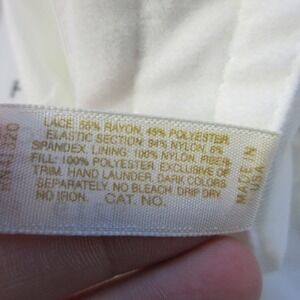 LACE: 55% RAYON, 45% POLYESTER.
ELASTIC SECTION: 94% NYLON, 6%
SPANDEX. LINING: 100% NYLON. FIBER-
FILL: 100% POLYESTER. EXCLUSIVE OF
TRIM. HAND LAUNDER. DARK COLORS
SEPARATELY. NO BLEACH. DRIP DRY.
NO IRON. CAT. NO.
MADE IN
USA